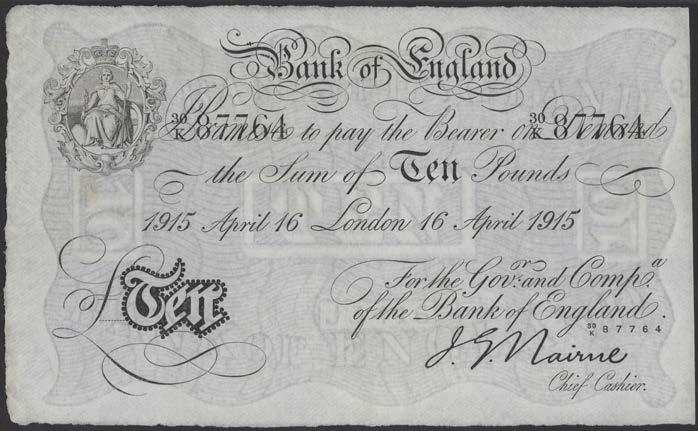 Bank of England
30/K 87764 30/K 87764
I Promise to pay the Bearer on Demand
the Sum of Ten Pounds
1915 April 16 London 16 April 1915
For the Govr. and Compa.
of the Bank of England.
£ Ten
30/K 87764
J. G. Nairne
Chief Cashier.